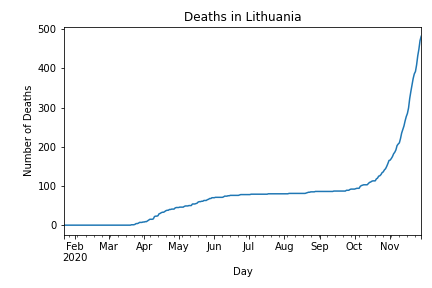 Deaths in Lithuania
500
400
300
200
100
0
Number of Deaths
Feb Mar Apr May Jun Jul Aug Sep Oct Nov
2020
Day